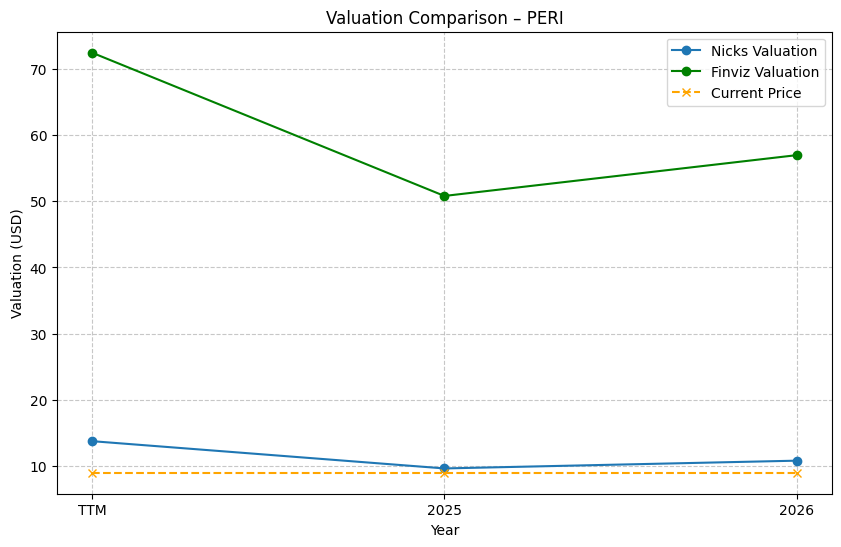 Valuation Comparison – PERI
Nicks Valuation
Finviz Valuation
Current Price
Valuation (USD)
70
60
50
40
30
20
10
TTM
2025
2026
Year